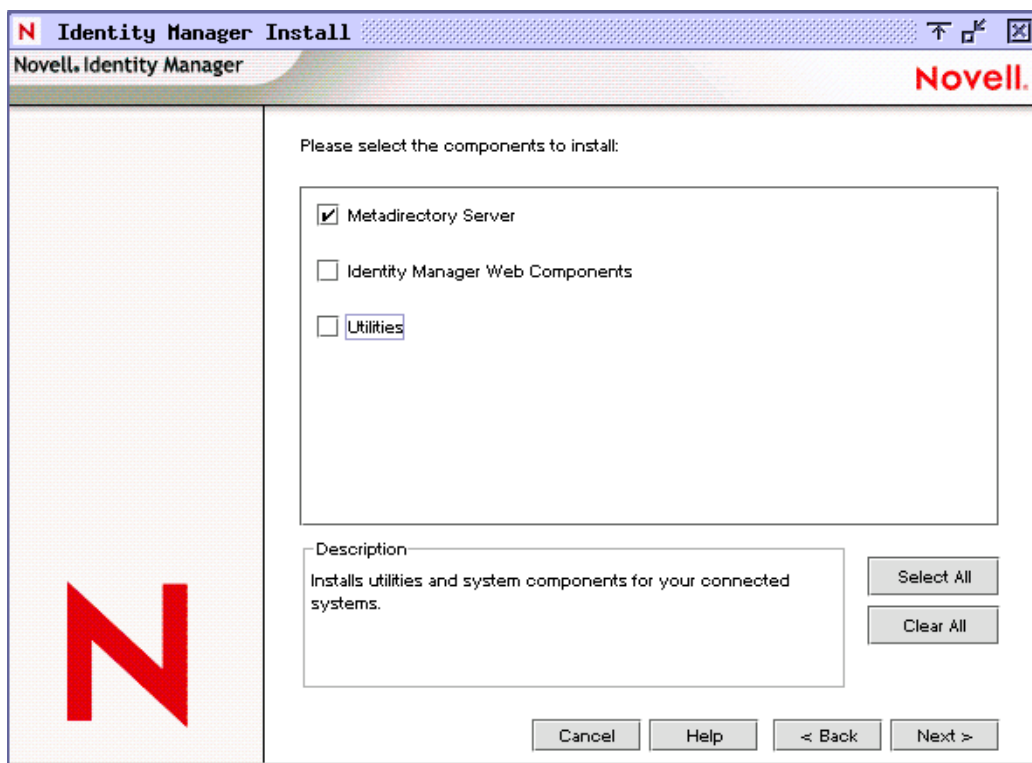 N Identity Manager Install
Novell. Identity Manager
Novell.
Please select the components to install:
Metadirectory Server
Identity Manager Web Components
Utilities
Description
Installs utilities and system components for your connected
systems.
Select All
Clear All
N
Cancel Help < Back Next >